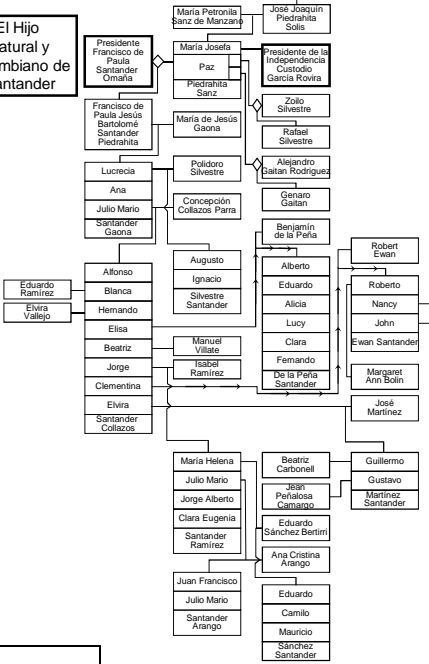 El Hijo
atural y
mbiano de
antander
María Petronila
Sanz de Manzano
José Joaquín
Piedrahita
Solis
Presidente
Francisco de
Paula
Santander
Omaña
María Josefa
Paz
Piedrahita
Sanz
Presidente de la
Independencia
Custodio
García Rovira
Zoilo
Silvestre
Rafael
Silvestre
Francisco de
Paula Jesús
Bartolomé
Santander
Piedrahita
María de Jesús
Gaona
Alejandro
Gaitan Rodriguez
Genaro
Gaitan
Lucrecia
Ana
Julio Mario
Santander
Gaona
Polidoro
Silvestre
Concepción
Collazos Parra
Benjamín
de la Peña
Robert
Ewan
Augusto
Ignacio
Silvestre
Santander
Eduardo
Ramírez
Elvira
Vallejo
Alfonso
Blanca
Hernando
Elisa
Beatriz
Jorge
Clementina
Elvira
Santander
Collazos
Manuel
Villate
Isabel
Ramírez
Alberto
Eduardo
Alicia
Lucy
Clara
Fernando
De la Peña
Santander
Roberto
Nancy
John
Ewan Santander
Margaret
Ann Bolin
José
Martínez
María Helena
Julio Mario
Jorge Alberto
Clara Eugenia
Santander
Ramírez
Beatriz
Carbonell
Jean
Peñalosa
Camargo
Guillermo
Gustavo
Martínez
Santander
Eduardo
Sánchez Bertirri
Ana Cristina
Arango
Juan Francisco
Julio Mario
Santander
Arango
Eduardo
Camilo
Mauricio
Sánchez
Santander